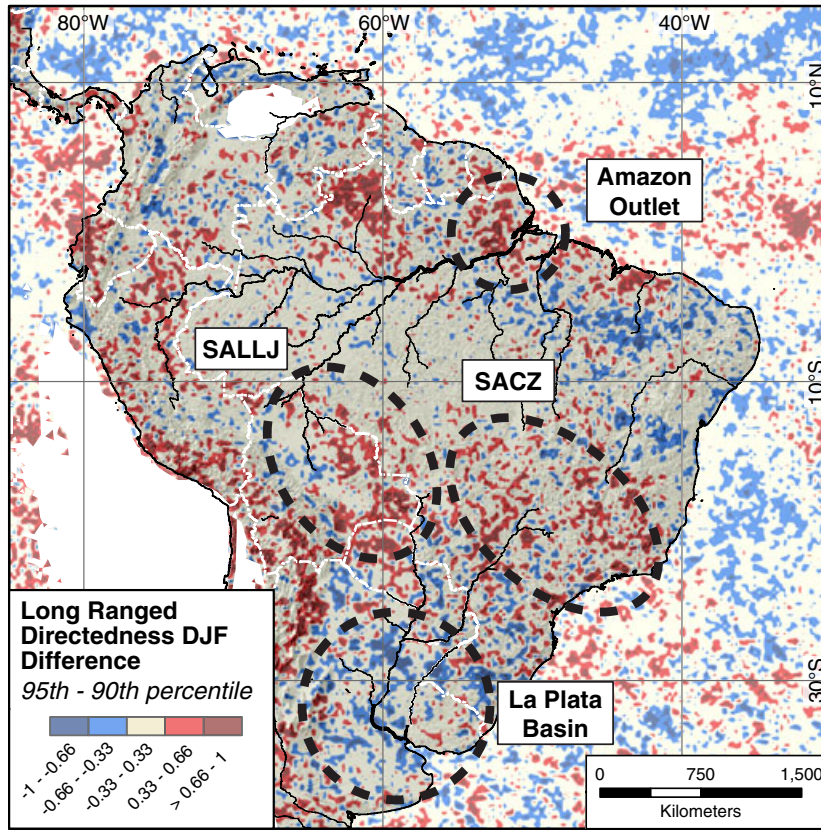 80°W
60°W
40°W
10°N
Amazon
Outlet
SALLJ
SACZ
10°S
Long Ranged
Directedness DJF
Difference
95th - 90th percentile
-1 - -0.66
-0.66 - -0.33
-0.33 - 0.33
0.33 - 0.66
> 0.66 - 1
30°S
La Plata
Basin
0
750
1,500
Kilometers